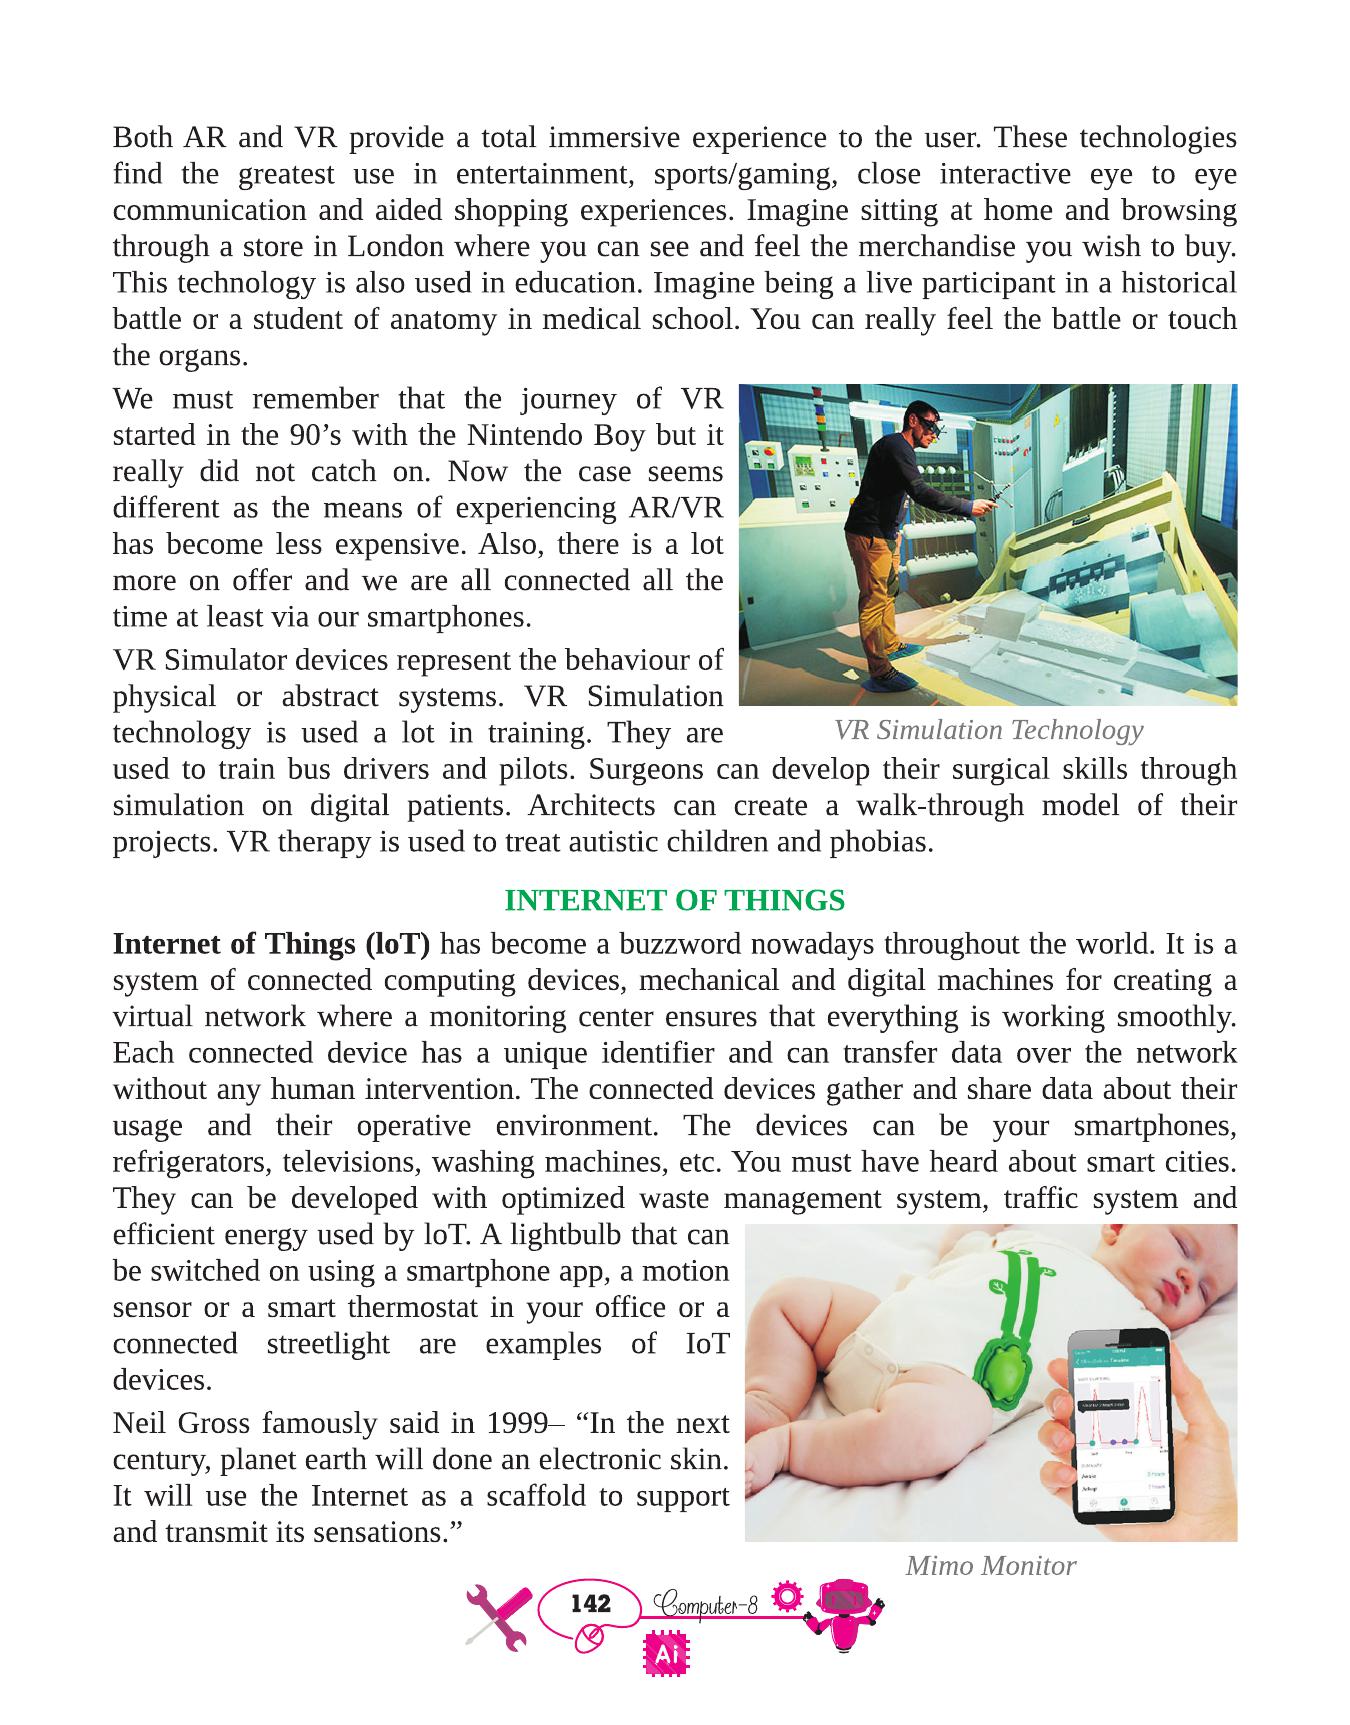 Both AR and VR provide a total immersive experience to the user. These technologies
find the greatest use in entertainment, sports/gaming, close interactive eye to eye
communication and aided shopping experiences. Imagine sitting at home and browsing
through a store in London where you can see and feel the merchandise you wish to buy.
This technology is also used in education. Imagine being a live participant in a historical
battle or a student of anatomy in medical school. You can really feel the battle or touch
the organs.
We must remember that the journey of VR
started in the 90’s with the Nintendo Boy but it
really did not catch on. Now the case seems
different as the means of experiencing AR/VR
has become less expensive. Also, there is a lot
more on offer and we are all connected all the
time at least via our smartphones.
VR Simulator devices represent the behaviour of
physical or abstract systems. VR Simulation
technology is used a lot in training. They are
VR Simulation Technology
used to train bus drivers and pilots. Surgeons can develop their surgical skills through
simulation on digital patients. Architects can create a walk-through model of their
projects. VR therapy is used to treat autistic children and phobias.
INTERNET OF THINGS
Internet of Things (loT) has become a buzzword nowadays throughout the world. It is a
system of connected computing devices, mechanical and digital machines for creating a
virtual network where a monitoring center ensures that everything is working smoothly.
Each connected device has a unique identifier and can transfer data over the network
without any human intervention. The connected devices gather and share data about their
usage and their operative environment. The devices can be your smartphones,
refrigerators, televisions, washing machines, etc. You must have heard about smart cities.
They can be developed with optimized waste management system, traffic system and
efficient energy used by loT. A lightbulb that can
be switched on using a smartphone app, a motion
sensor or a smart thermostat in your office or a
connected streetlight are examples of IoT
devices.
Neil Gross famously said in 1999– “In the next
century, planet earth will done an electronic skin.
It will use the Internet as a scaffold to support
and transmit its sensations.”
Mimo Monitor
142
Computer-8
Ai